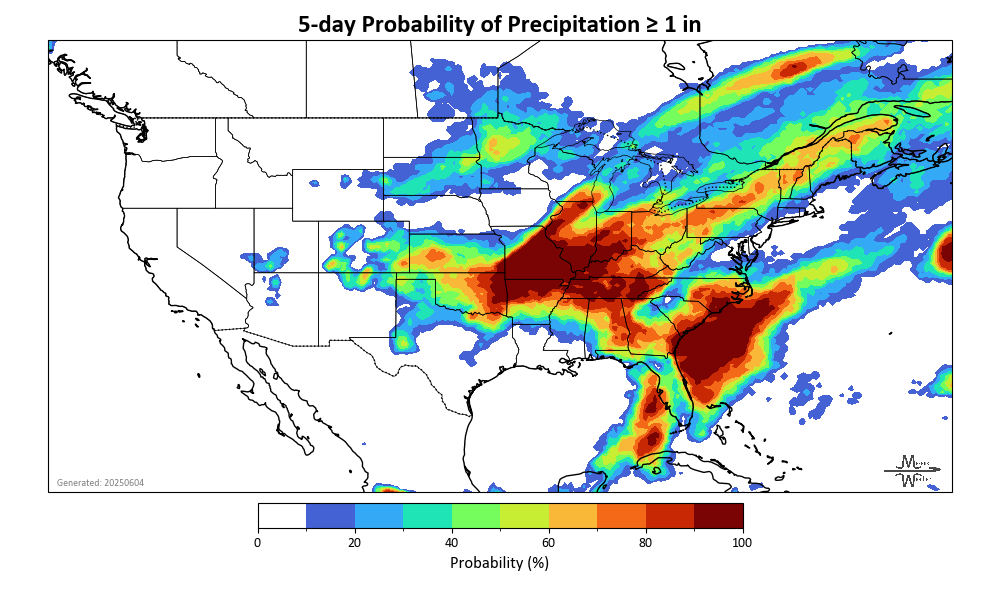 5-day Probability of Precipitation ≥ 1 in
Generated: 20250604
0 20 40 60 80 100
Probability (%)